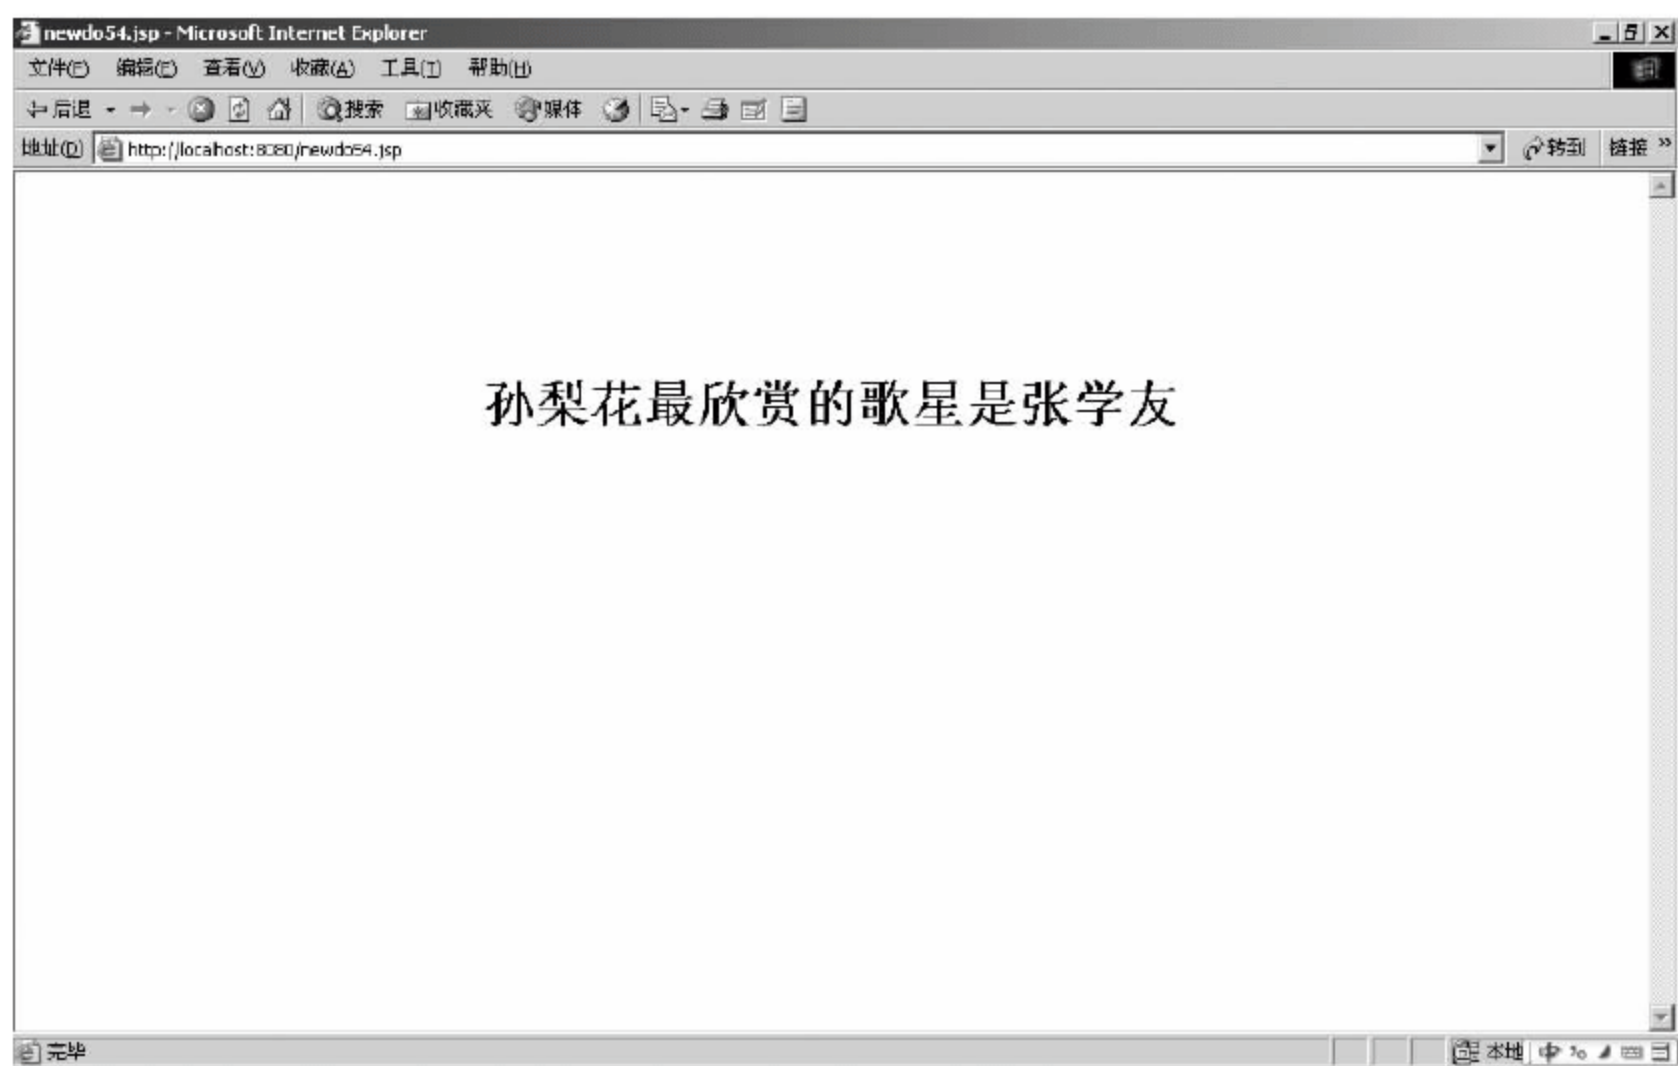 newdo54.jsp - Microsoft Internet Explorer
文件(F) 编辑(E) 查看(V) 收藏(A) 工具(T) 帮助(H)
后退 搜索 收藏夹 媒体
地址(D) http://localhost:8080/newdo54.jsp 转到 链接 »
孙梨花最欣赏的歌星是张学友
完毕 本地 中